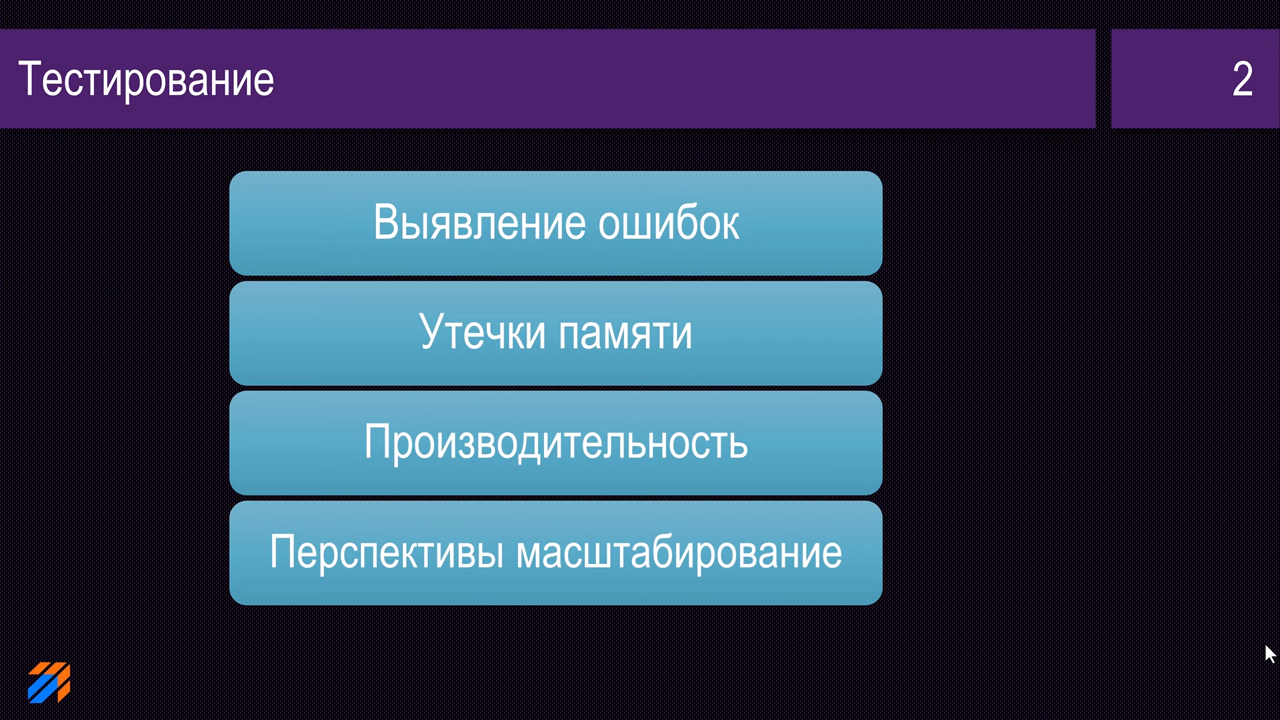 Тестирование
2
Выявление ошибок
Утечки памяти
Производительность
Перспективы масштабирование